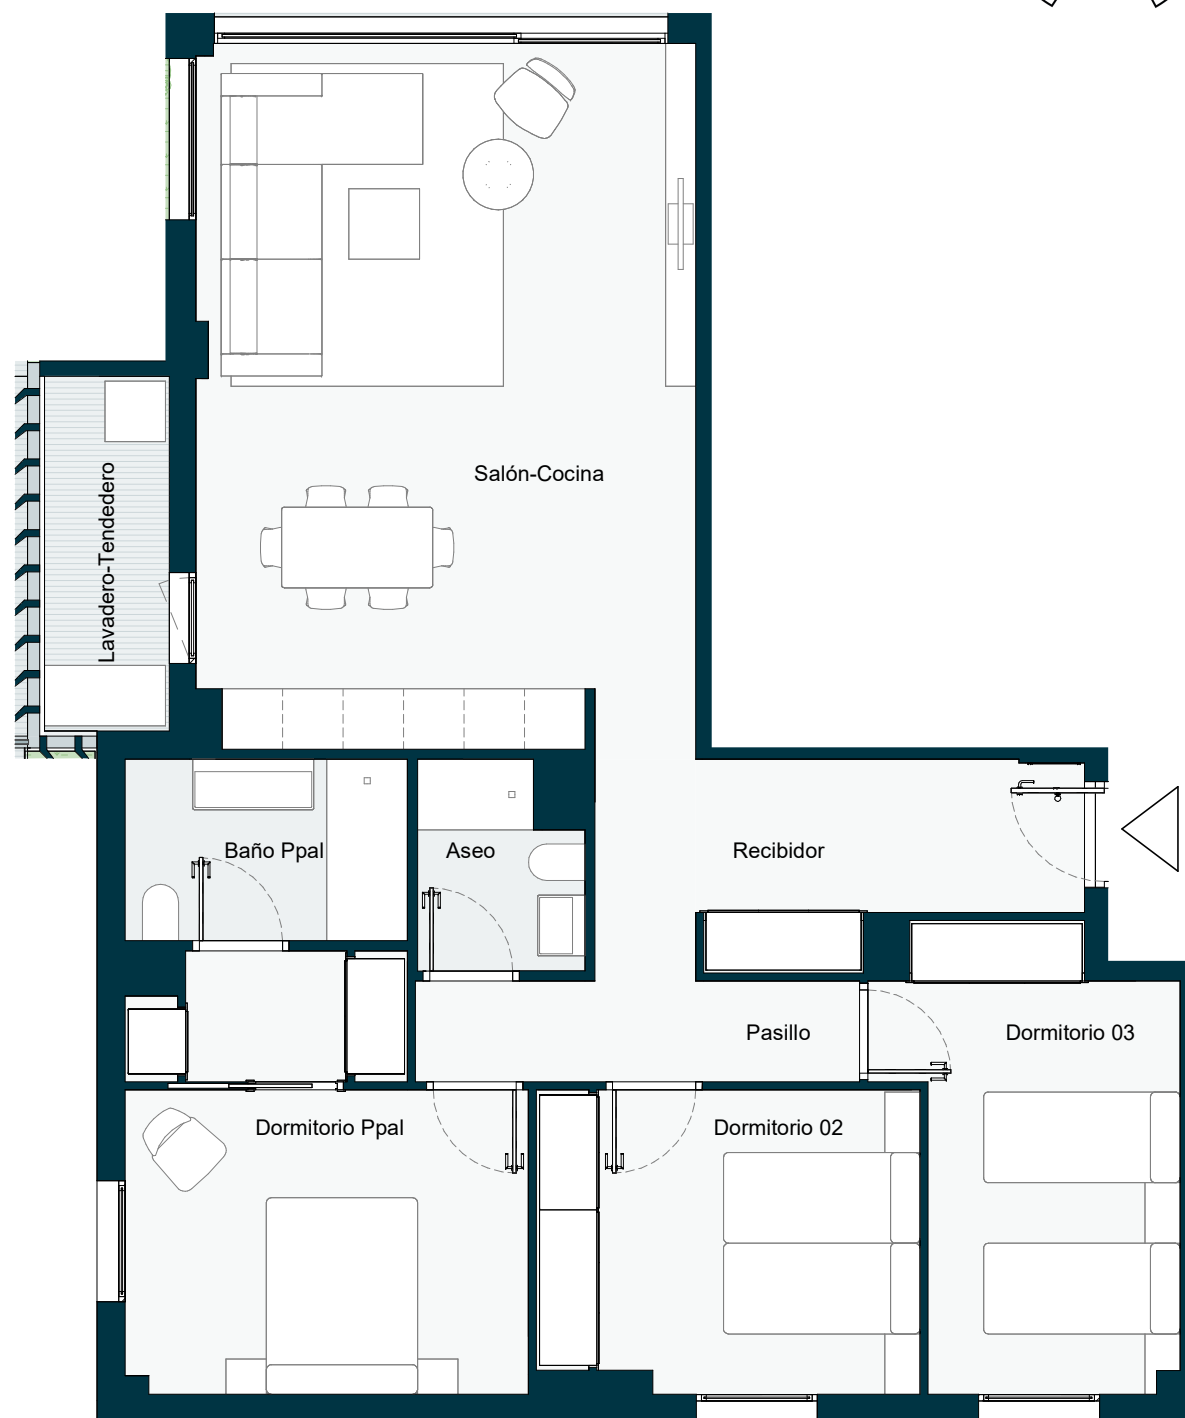 Salón-Cocina
Lavadero-Tendedero
Baño Ppal
Aseo
Recibidor
Pasillo
Dormitorio 03
Dormitorio Ppal
Dormitorio 02